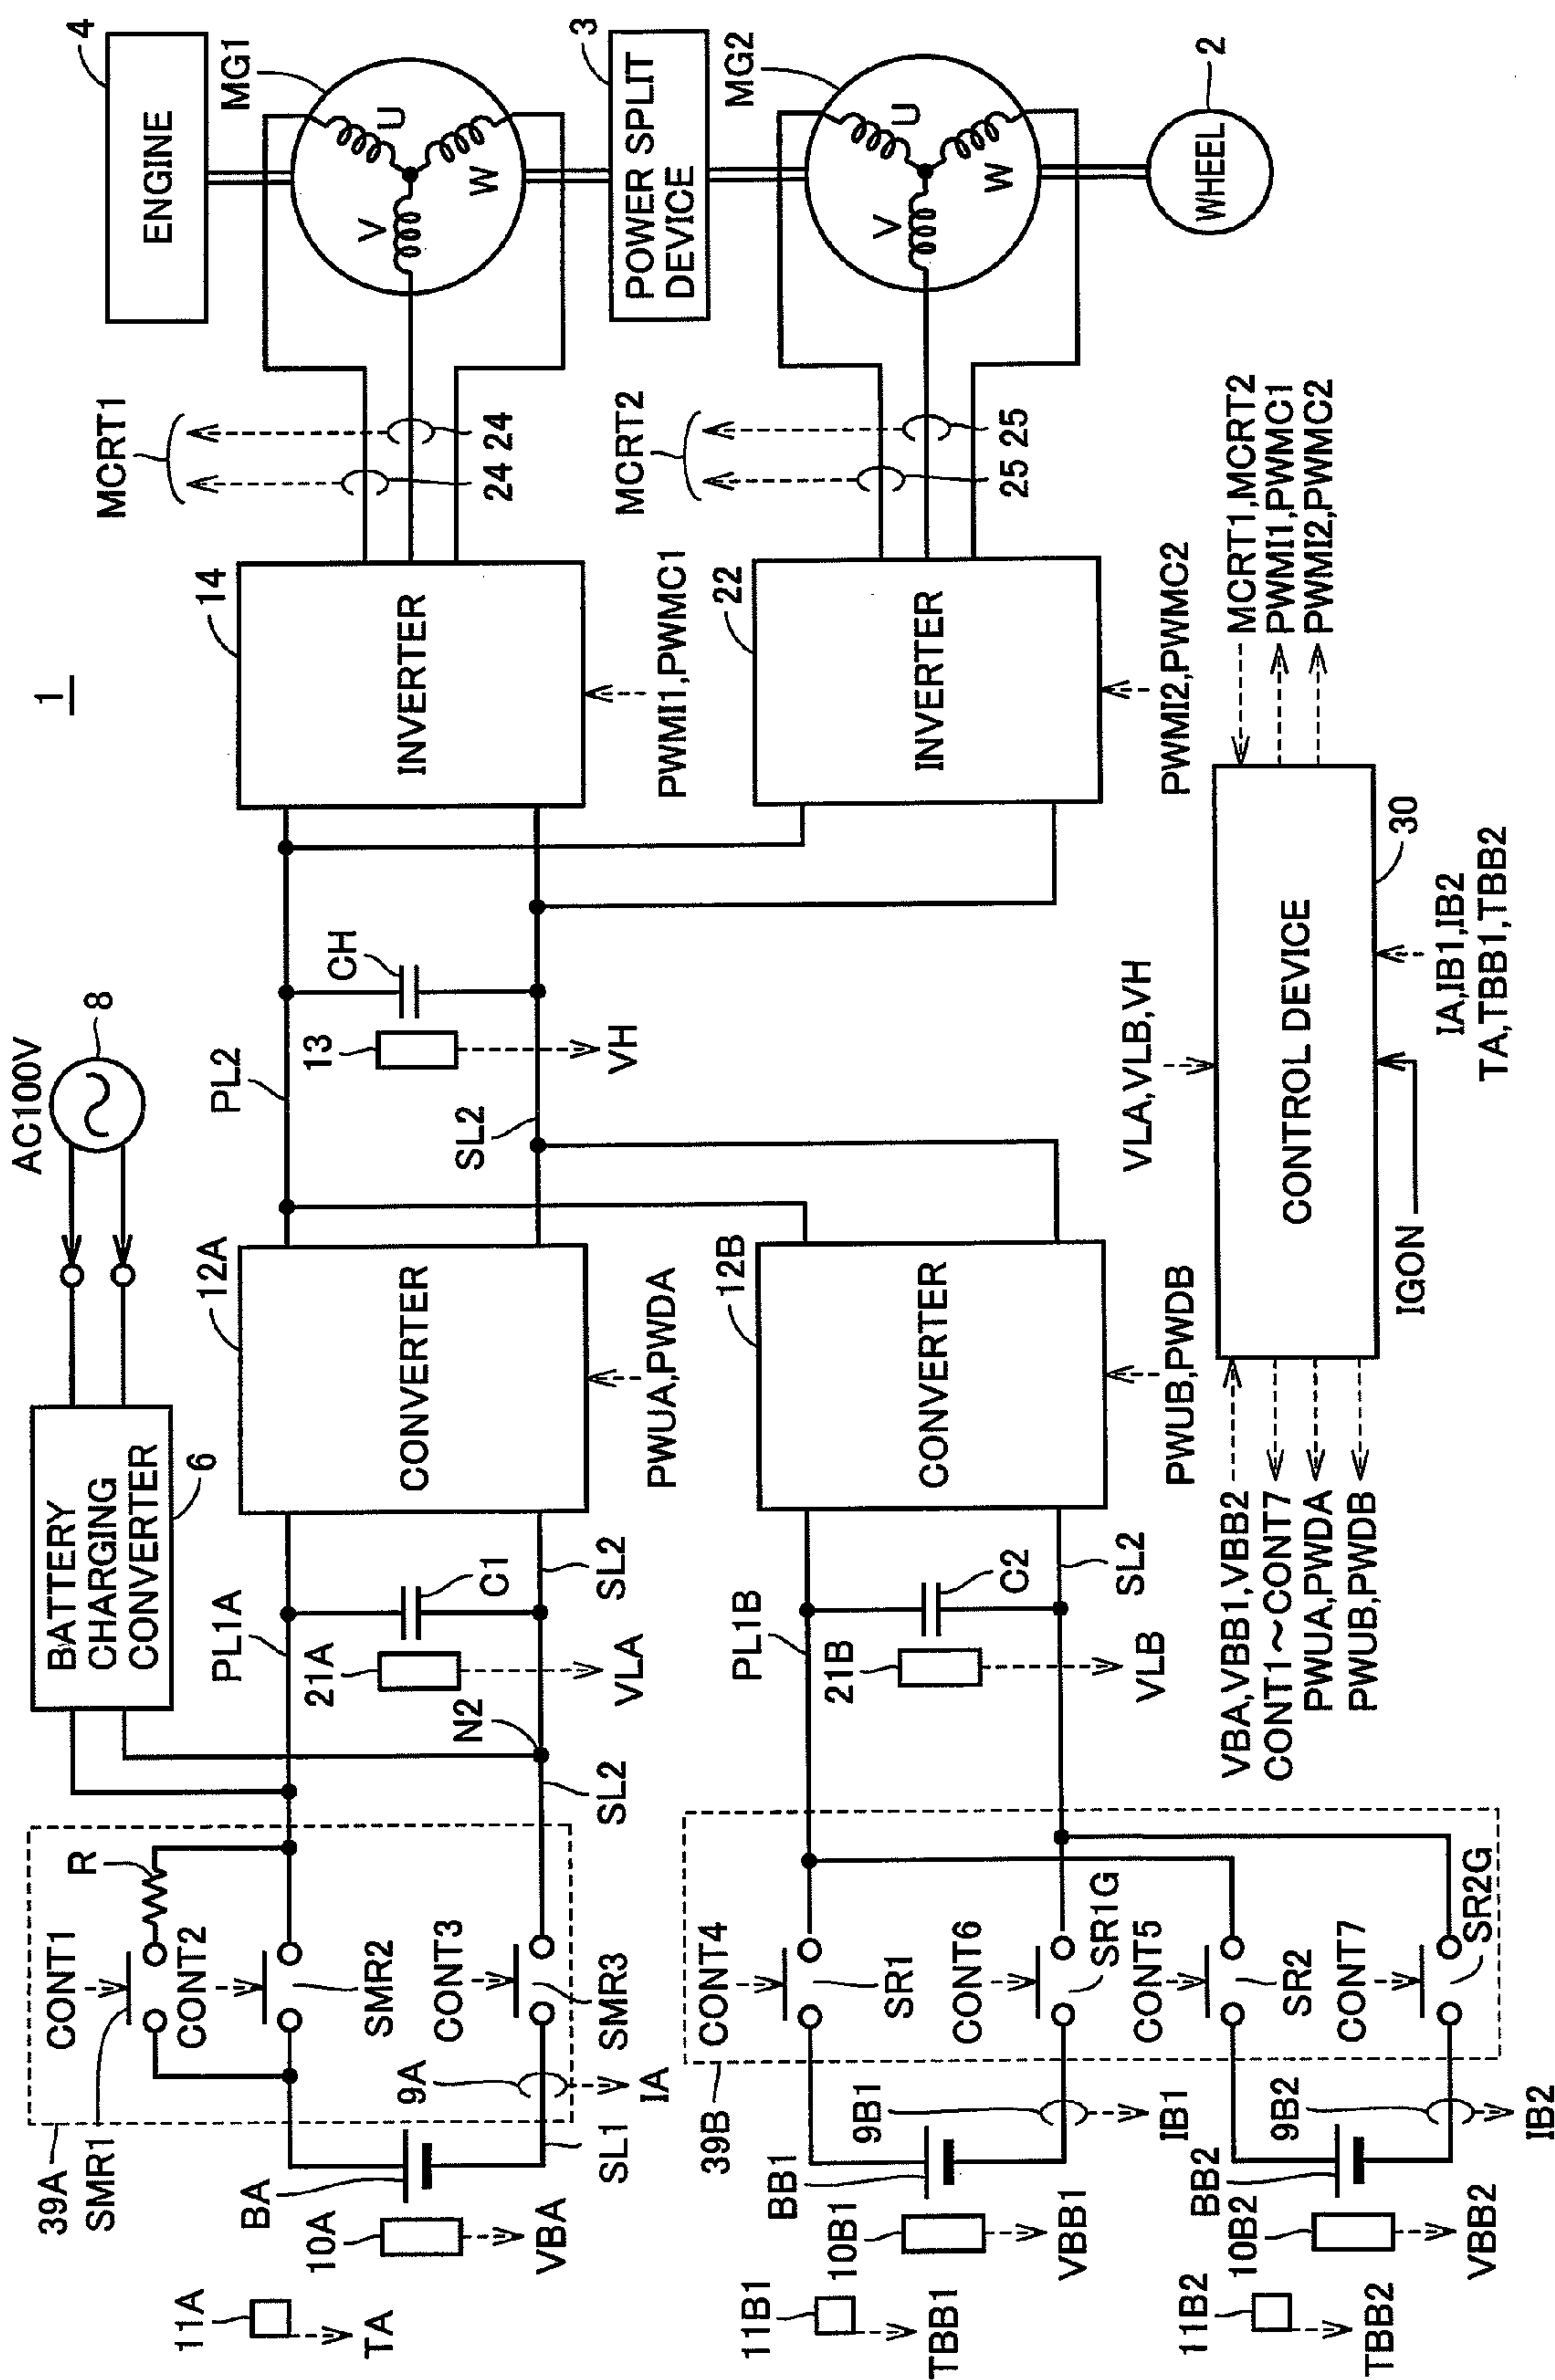 1
AC100V
8
BATTERY
CHARGING
CONVERTER
6
39A
SMR1
CONT1
R
CONT2
SMR2
CONT3
SMR3
9A
IA
SL1
BA
10A
VBA
11A
TA
PL1A
21A
VLA
C1
N2
SL2
SL2
12A
CONVERTER
PWUA,PWDA
PL2
SL2
13
VH
CH
14
INVERTER
PWMI1,PWMC1
MCRT1
24
24
MG1
U
V
W
4
ENGINE
3
POWER SPLIT
DEVICE
MG2
U
V
W
2
WHEEL
MCRT2
25
25
22
INVERTER
PWMI2,PWMC2
12B
CONVERTER
PWUB,PWDB
PL1B
21B
VLB
C2
SL2
39B
CONT4
SR1
CONT6
SR1G
CONT5
SR2
CONT7
SR2G
BB1
9B1
IB1
10B1
VBB1
11B1
TBB1
BB2
9B2
IB2
10B2
VBB2
11B2
TBB2
VBA,VBB1,VBB2
CONT1~CONT7
PWUA,PWDA
PWUB,PWDB
VLA,VLB,VH
CONTROL DEVICE
30
IGON
IA,IB1,IB2
TA,TBB1,TBB2
MCRT1,MCRT2
PWMI1,PWMC1
PWMI2,PWMC2